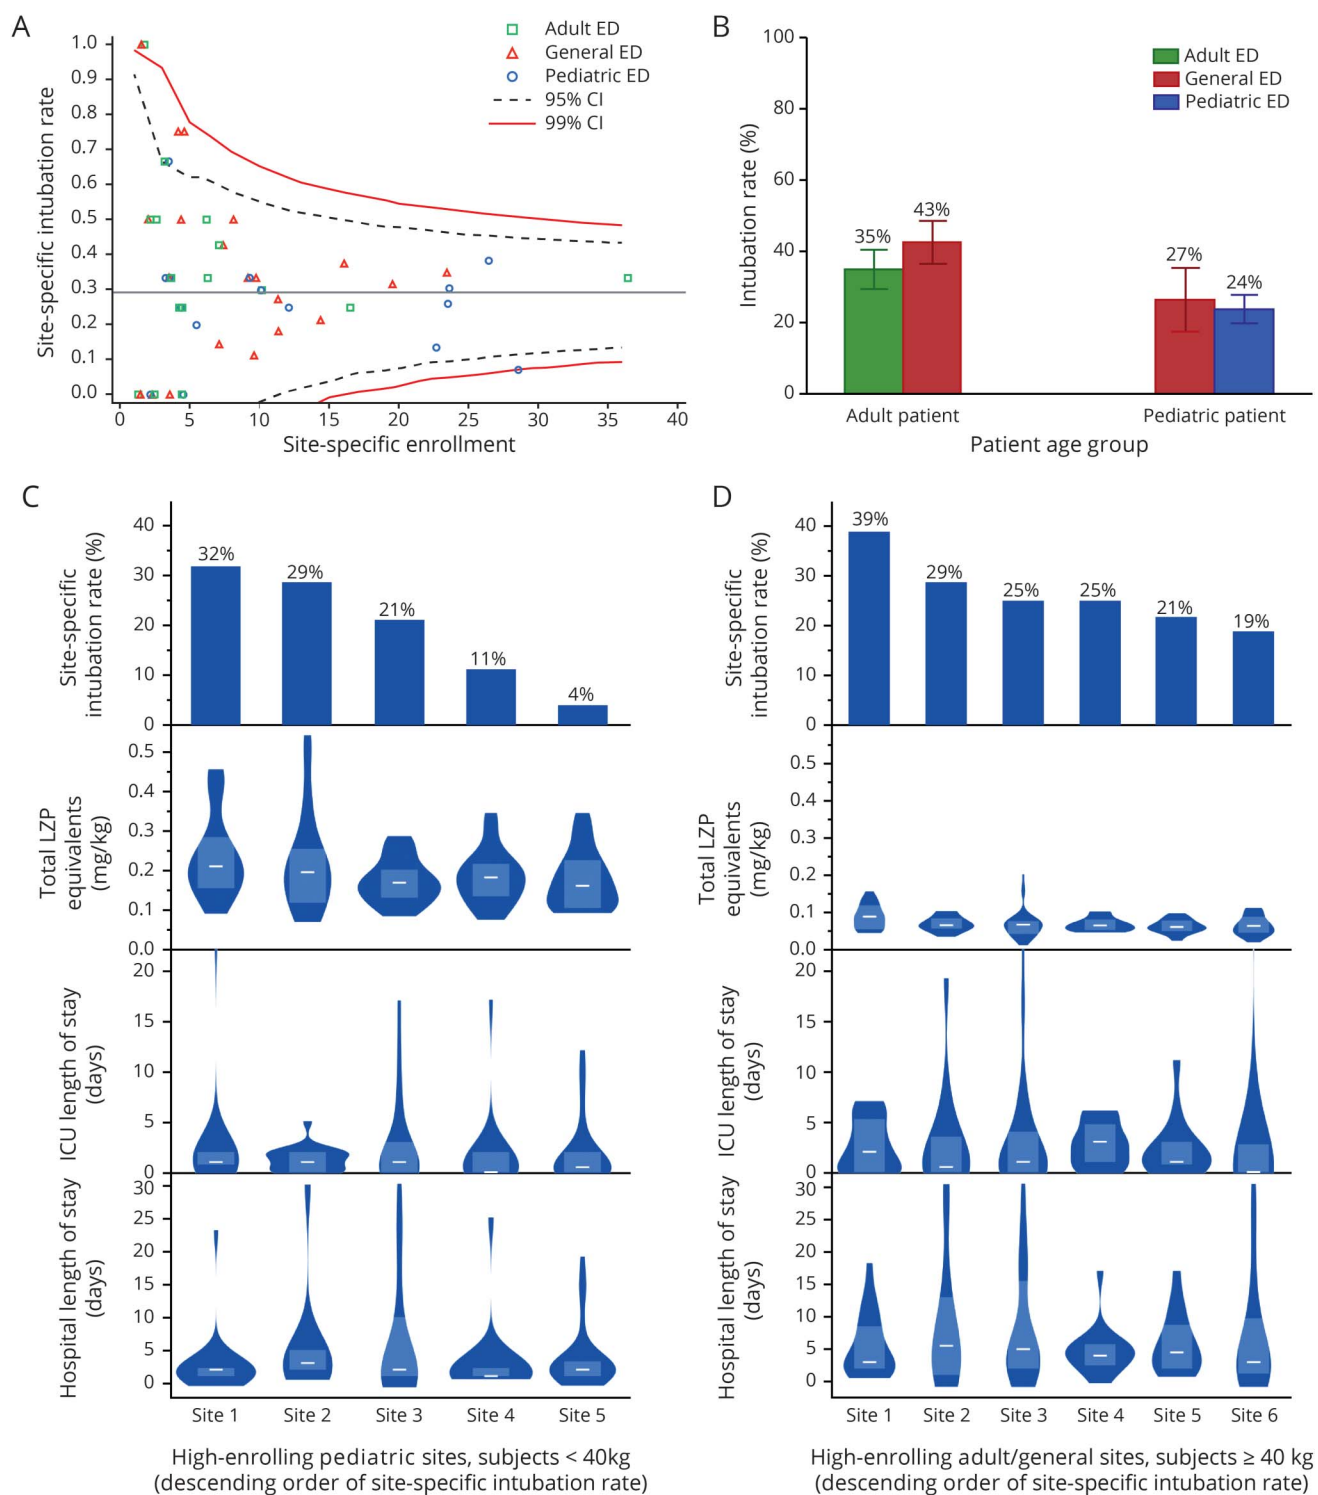 A
Adult ED
General ED
Pediatric ED
95% CI
99% CI
Site-specific intubation rate
1.0
0.9
0.8
0.7
0.6
0.5
0.4
0.3
0.2
0.1
0.0
0 5 10 15 20 25 30 35 40
Site-specific enrollment
B
Adult ED
General ED
Pediatric ED
Intubation rate (%)
100
80
60
40
20
0
35%
43%
27%
24%
Adult patient Pediatric patient
Patient age group
C
Site-specific
intubation rate (%)
40
30
20
10
0
32%
29%
21%
11%
4%
Total LZP
equivalents
(mg/kg)
0.5
0.4
0.3
0.2
0.1
0.0
ICU length of stay
(days)
20
15
10
5
0
Hospital length of stay
(days)
30
25
20
15
10
5
0
Site 1 Site 2 Site 3 Site 4 Site 5
High-enrolling pediatric sites, subjects < 40kg
(descending order of site-specific intubation rate)
D
Site-specific
intubation rate (%)
40
30
20
10
0
39%
29%
25%
25%
21%
19%
Total LZP
equivalents
(mg/kg)
0.5
0.4
0.3
0.2
0.1
0.0
ICU length of stay
(days)
20
15
10
5
0
Hospital length of stay
(days)
30
25
20
15
10
5
0
Site 1 Site 2 Site 3 Site 4 Site 5 Site 6
High-enrolling adult/general sites, subjects ≥ 40 kg
(descending order of site-specific intubation rate)